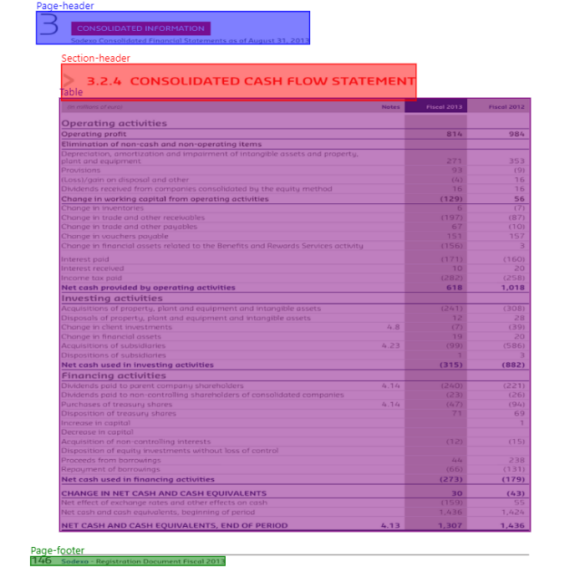 Page-header
3 CONSOLIDATED INFORMATION
Sodexo Consolidated Financial Statements as of August 31, 2013
Section-header
> 3.2.4 CONSOLIDATED CASH FLOW STATEMENT
Table
(in millions of euro) Notes Fiscal 2013 Fiscal 2012
Operating activities
Operating profit 814 984
Elimination of non-cash and non-operating items
Depreciation, amortization and impairment of intangible assets and property,
plant and equipment 271 353
Provisions 93 (9)
(Loss)/gain on disposal and other (4) 16
Dividends received from companies consolidated by the equity method 16 16
Change in working capital from operating activities (129) 56
Change in inventories 6 (7)
Change in trade and other receivables (197) (87)
Change in trade and other payables 67 (10)
Change in vouchers payable 151 157
Change in financial assets related to the Benefits and Rewards Services activity (156) 3
Interest paid (171) (160)
Interest received 10 20
Income tax paid (282) (258)
Net cash provided by operating activities 618 1,018
Investing activities
Acquisitions of property, plant and equipment and intangible assets (241) (308)
Disposals of property, plant and equipment and intangible assets 12 28
Change in client investments 4.8 (7) (39)
Change in financial assets 19 20
Acquisitions of subsidiaries 4.23 (99) (586)
Dispositions of subsidiaries 1 3
Net cash used in investing activities (315) (882)
Financing activities
Dividends paid to parent company shareholders 4.14 (240) (221)
Dividends paid to non-controlling shareholders of consolidated companies (23) (26)
Purchases of treasury shares 4.14 (47) (94)
Disposition of treasury shares 71 69
Increase in capital 1
Decrease in capital
Acquisition of non-controlling interests (12) (15)
Disposition of equity investments without loss of control
Proceeds from borrowings 44 238
Repayment of borrowings (66) (131)
Net cash used in financing activities (273) (179)
CHANGE IN NET CASH AND CASH EQUIVALENTS 30 (43)
Net effect of exchange rates and other effects on cash (159) 55
Net cash and cash equivalents, beginning of period 1,436 1,424
NET CASH AND CASH EQUIVALENTS, END OF PERIOD 4.13 1,307 1,436
Page-footer
146 Sodexo - Registration Document Fiscal 2013